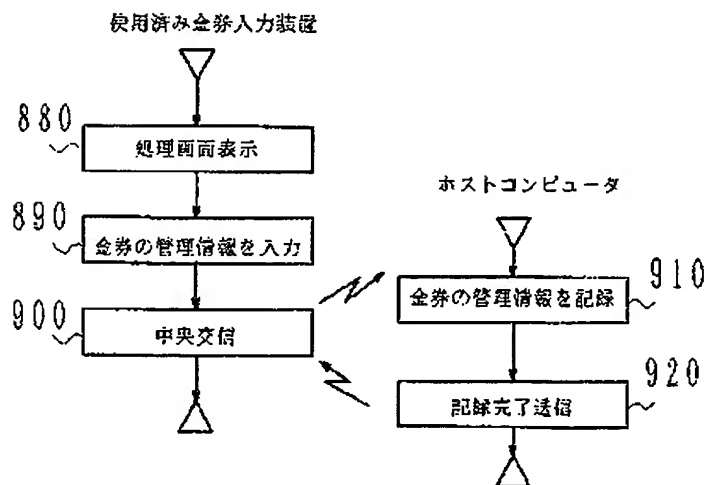 使用済み金券入力装置
880
処理画面表示
890
金券の管理情報を入力
900
中央交信
ホストコンピュータ
910
金券の管理情報を記録
920
記録完了送信